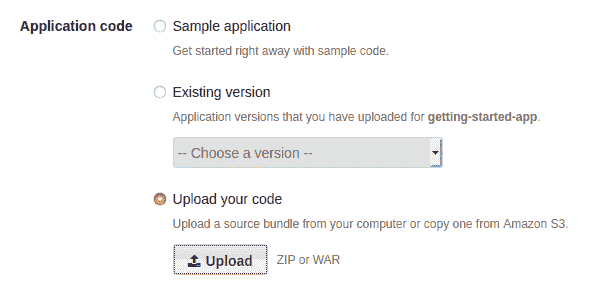 Application code
Sample application
Get started right away with sample code.
Existing version
Application versions that you have uploaded for getting-started-app.
-- Choose a version --
Upload your code
Upload a source bundle from your computer or copy one from Amazon S3.
Upload ZIP or WAR